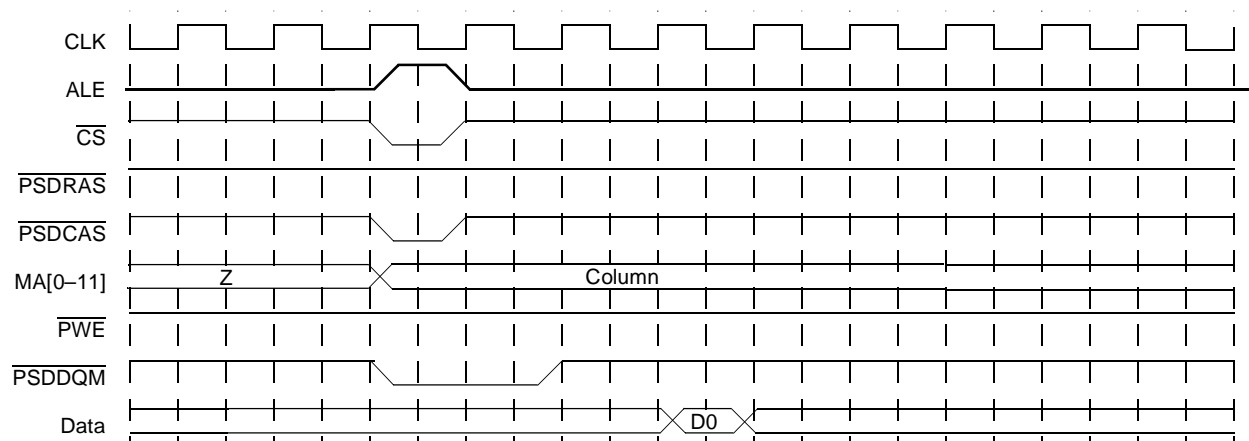 CLK
ALE
CS
PSDRAS
PSDCAS
MA[0–11] Z Column
PWE
PSDDQM
Data D0